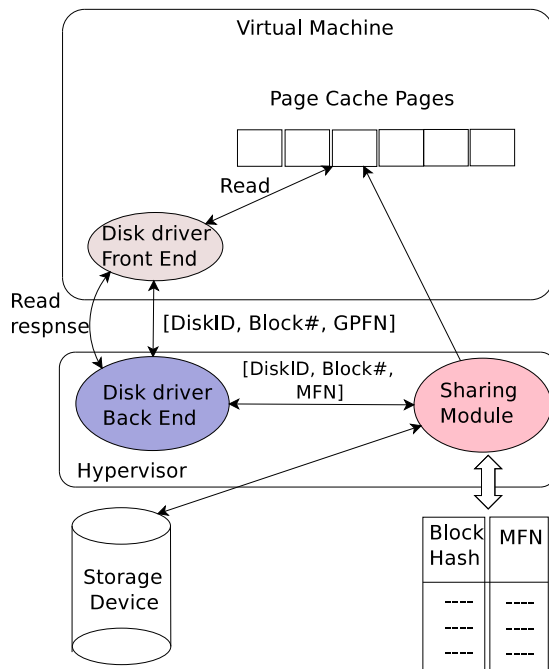 Virtual Machine
Page Cache Pages
Read
Disk driver
Front End
Read
respnse
[DiskID, Block#, GPFN]
[DiskID, Block#,
MFN]
Disk driver
Back End
Sharing
Module
Hypervisor
Storage
Device
Block
Hash
MFN
---- ----
---- ----
---- ----